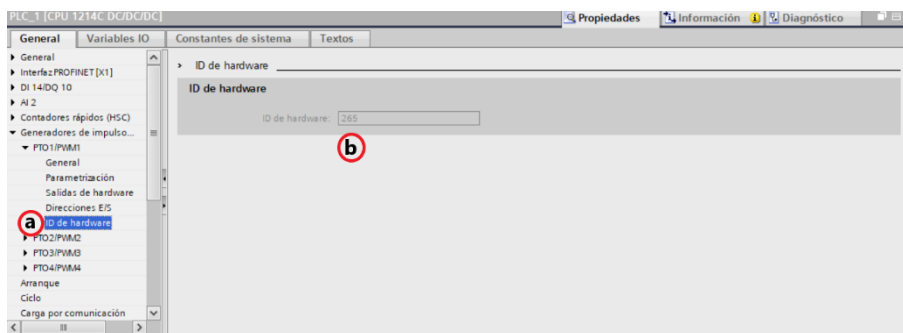 PLC_1 [CPU 1214C DC/DC/DC]
Propiedades
Información
Diagnóstico
General
Variables IO
Constantes de sistema
Textos
General
Interfaz PROFINET [X1]
DI 14/DQ 10
AI 2
Contadores rápidos (HSC)
Generadores de impulso...
PTO1/PWM1
General
Parametrización
Salidas de hardware
Direcciones E/S
a
ID de hardware
PTO2/PWM2
PTO3/PWM3
PTO4/PWM4
Arranque
Ciclo
Carga por comunicación
ID de hardware
ID de hardware
ID de hardware: 265
b